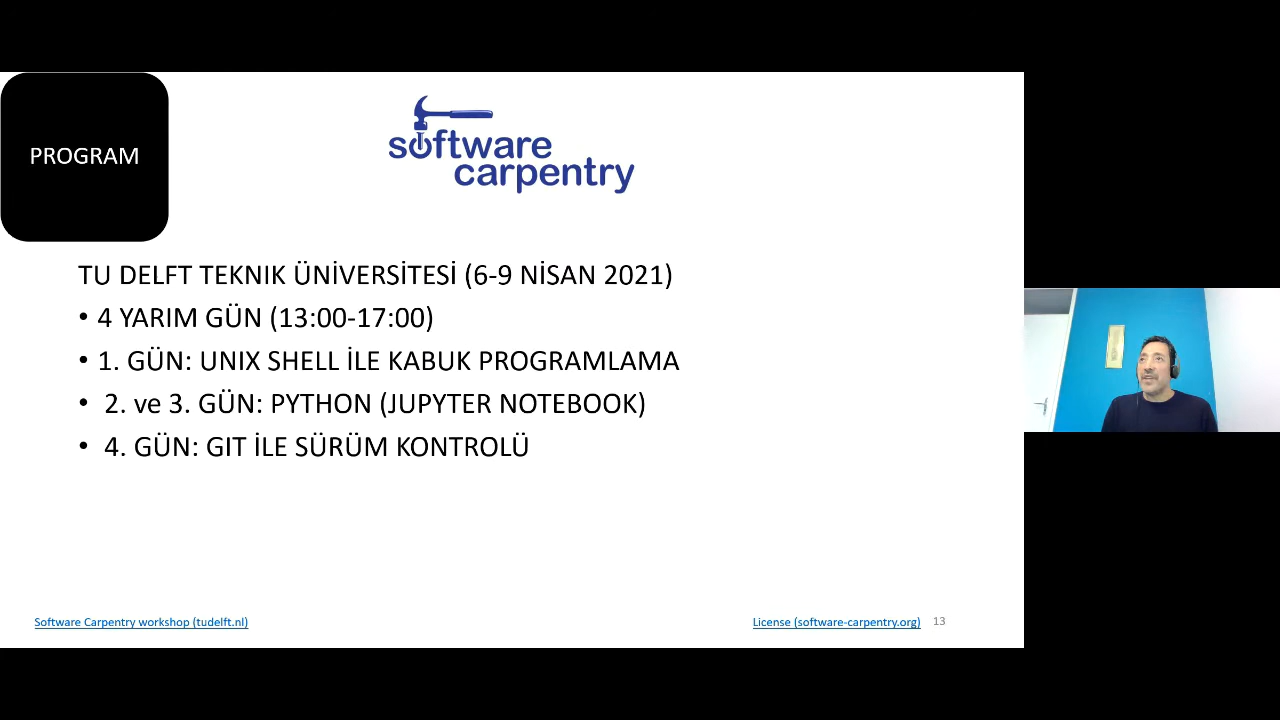 PROGRAM
software
carpentry
TU DELFT TEKNIK ÜNİVERSİTESİ (6-9 NİSAN 2021)
• 4 YARIM GÜN (13:00-17:00)
• 1. GÜN: UNIX SHELL İLE KABUK PROGRAMLAMA
• 2. ve 3. GÜN: PYTHON (JUPYTER NOTEBOOK)
• 4. GÜN: GIT İLE SÜRÜM KONTROLÜ
Software Carpentry workshop (tudelft.nl)
License (software-carpentry.org) 13